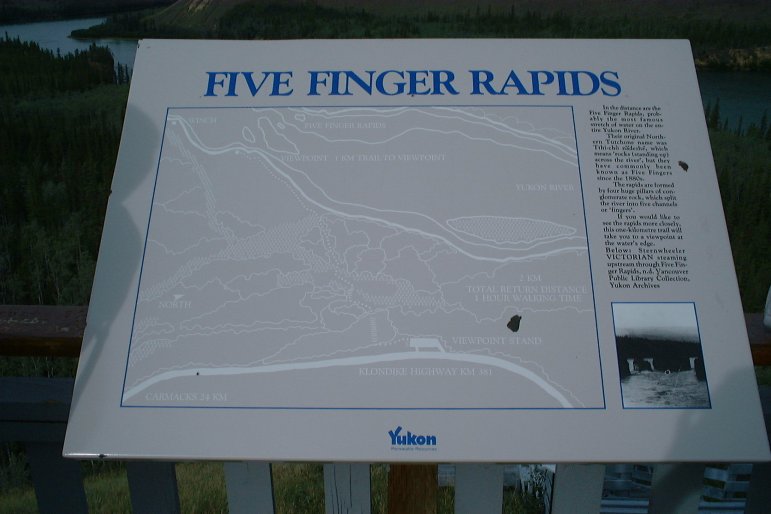 FIVE FINGER RAPIDS
WINCH
FIVE FINGER RAPIDS
VIEWPOINT 1 KM TRAIL TO VIEWPOINT
YUKON RIVER
2 KM
TOTAL RETURN DISTANCE
1 HOUR WALKING TIME
NORTH
VIEWPOINT STAND
KLONDIKE HIGHWAY KM 381
CARMACKS 24 KM
In the distance are the
Five Finger Rapids, prob-
ably the most famous
stretch of water on the en-
tire Yukon River.
Their original North-
ern Tutchone name was
which
means 'rocks (standing up)
across the river', but they
have commonly been
known as Five Fingers
since the 1880's.
The rapids are formed
by four huge pillars of con-
glomerate rock, which split
the river into five channels
or 'fingers'.
If you would like to
see the rapids more closely,
this one-kilometre trail will
take you to a viewpoint at
the water's edge.
Below: Sternwheeler
VICTORIAN steaming
upstream through Five Fin-
ger Rapids, n.d. Vancouver
Public Library Collection,
Yukon Archives
Yukon
Renewable Resources